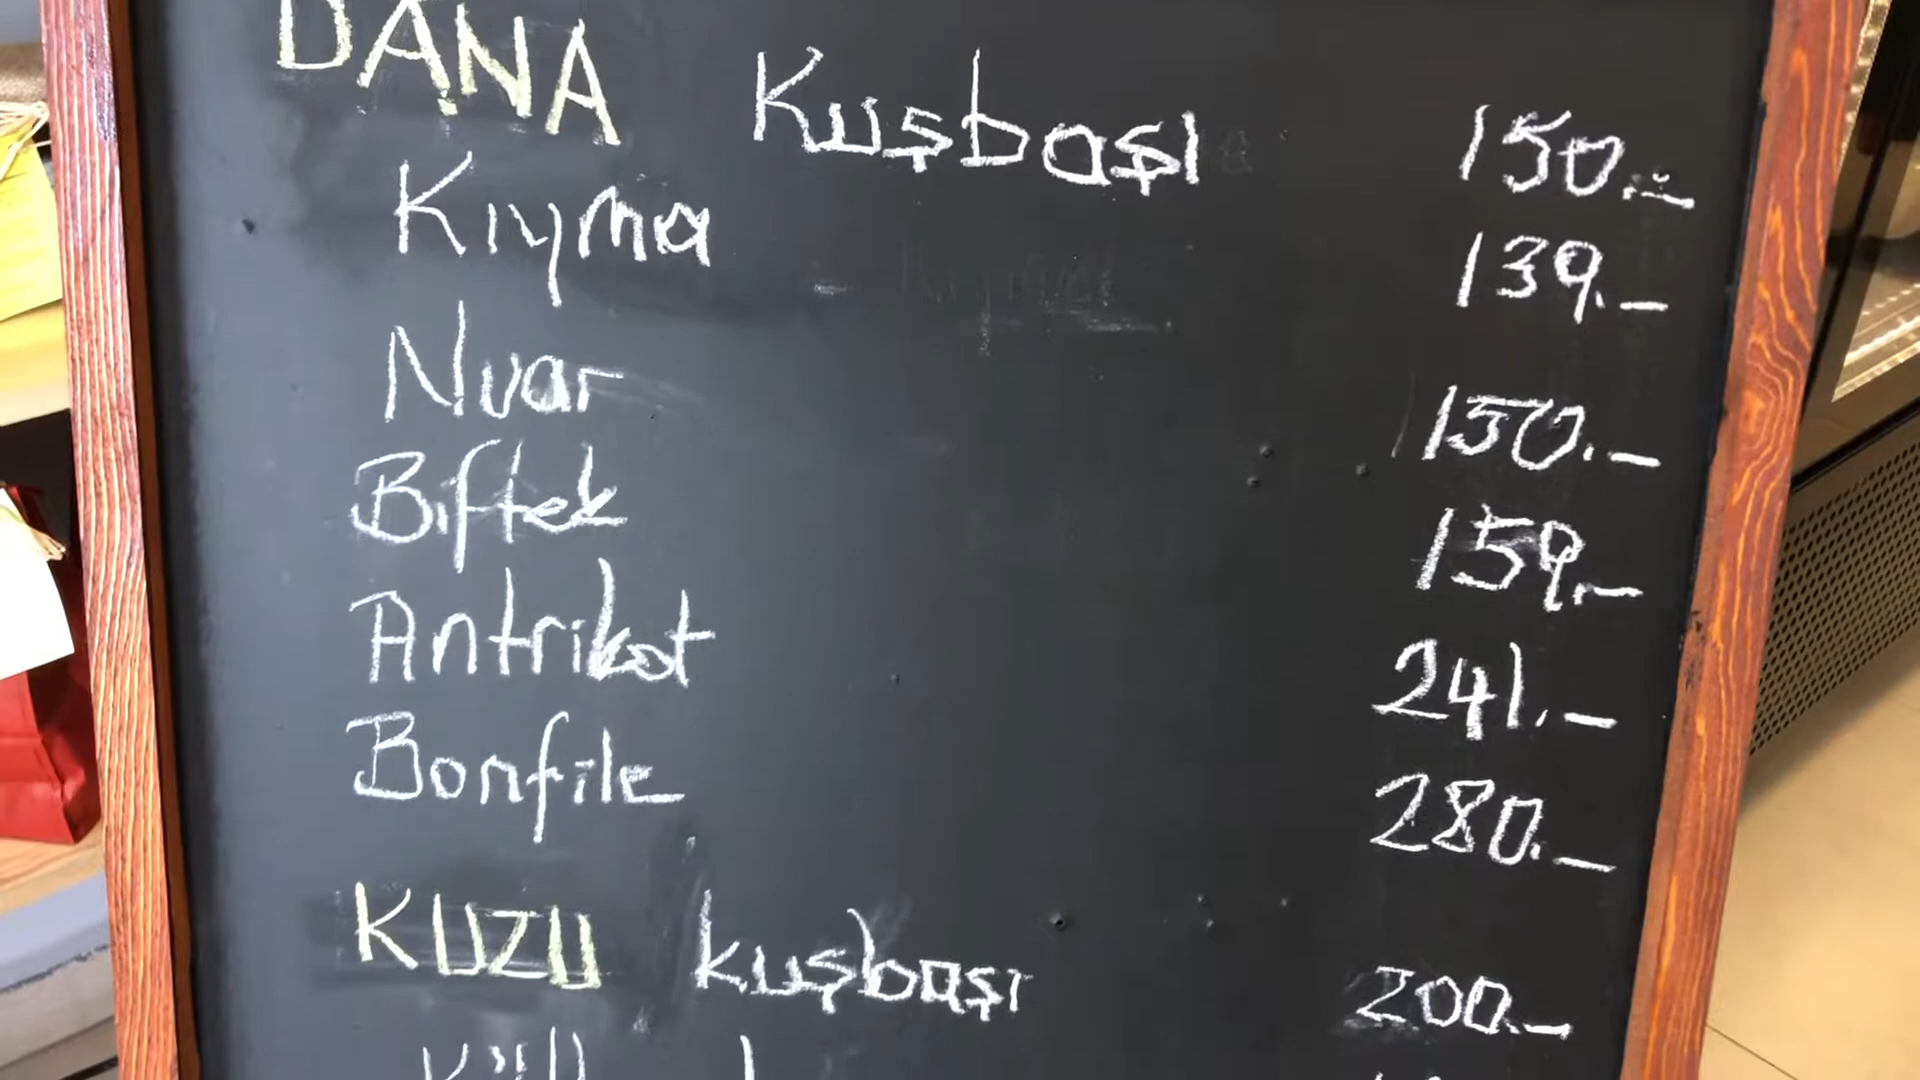 DANA Kuşbaşı 150.-
Kıyma 139.-
Nuar 150.-
Biftek 159.-
Antrikot 241.-
Bonfile 280.-
KUZU kuşbaşı 200.-